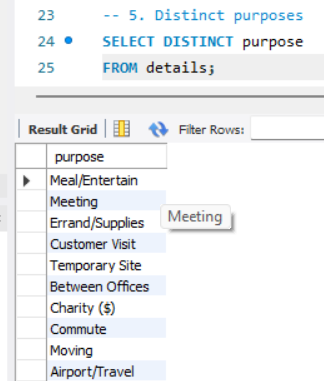 23 -- 5. Distinct purposes
24 SELECT DISTINCT purpose
25 FROM details;
Result Grid Filter Rows:
purpose
Meal/Entertain
Meeting
Errand/Supplies
Meeting
Customer Visit
Temporary Site
Between Offices
Charity ($)
Commute
Moving
Airport/Travel